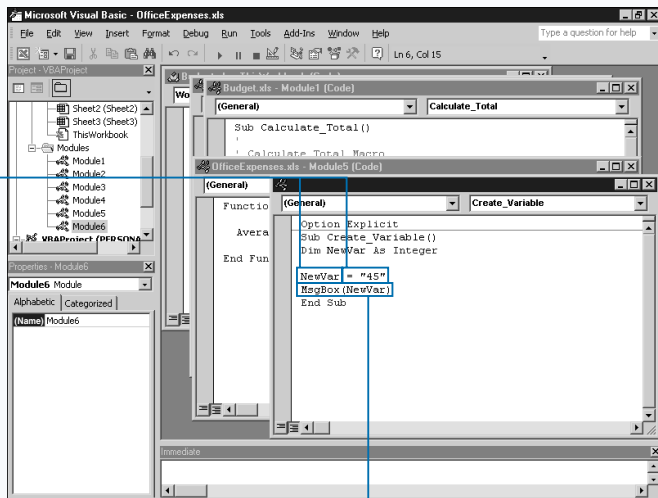 Microsoft Visual Basic - OfficeExpenses.xls
File Edit View Insert Format Debug Run Tools Add-Ins Window Help
Type a question for help
Ln 6, Col 15
Project - VBAProject
Sheet2 (Sheet2)
Sheet3 (Sheet3)
ThisWorkbook
Modules
Module1
Module2
Module3
Module4
Module5
Module6
VBAProject (PERSONA
Properties - Module6
Module6 Module
Alphabetic Categorized
(Name) Module6
Wo
Budget.xls - Module1 (Code)
(General) Calculate_Total
Sub Calculate_Total()
'
' Calculate_Total Macro
OfficeExpenses.xls - Module5 (Code)
(General)
Functio
Avera
End Fun
(General) Create_Variable
Option Explicit
Sub Create_Variable()
Dim NewVar As Integer
NewVar = "45"
MsgBox(NewVar)
End Sub
Immediate